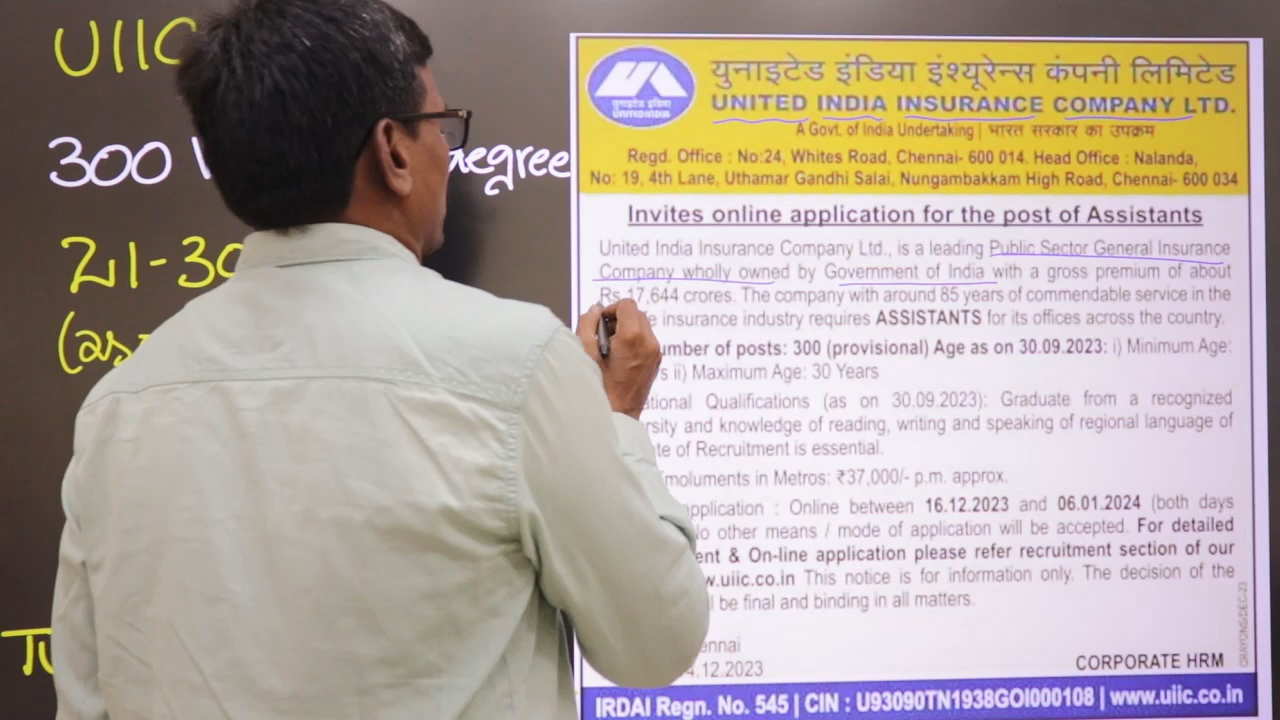 UIIC
300 degree
21-30
(as
यूनाइटेड इंडिया
UNITED INDIA
युनाइटेड इंडिया इंश्यूरेन्स कंपनी लिमिटेड
UNITED INDIA INSURANCE COMPANY LTD.
A Govt. of India Undertaking | भारत सरकार का उपक्रम
Regd. Office : No:24, Whites Road, Chennai- 600 014. Head Office : Nalanda,
No: 19, 4th Lane, Uthamar Gandhi Salai, Nungambakkam High Road, Chennai- 600 034
Invites online application for the post of Assistants
United India Insurance Company Ltd., is a leading Public Sector General Insurance
Company wholly owned by Government of India with a gross premium of about
Rs 17,644 crores. The company with around 85 years of commendable service in the
insurance industry requires ASSISTANTS for its offices across the country.
umber of posts: 300 (provisional) Age as on 30.09.2023: i) Minimum Age:
s ii) Maximum Age: 30 Years
ational Qualifications (as on 30.09.2023): Graduate from a recognized
rsity and knowledge of reading, writing and speaking of regional language of
te of Recruitment is essential.
moluments in Metros: ₹37,000/- p.m. approx.
pplication : Online between 16.12.2023 and 06.01.2024 (both days
o other means / mode of application will be accepted. For detailed
ent & On-line application please refer recruitment section of our
w.uiic.co.in This notice is for information only. The decision of the
l be final and binding in all matters.
ennai
4.12.2023
CORPORATE HRM
CRAYONS/DEC-23
IRDAI Regn. No. 545 | CIN : U93090TN1938GOI000108 | www.uiic.co.in